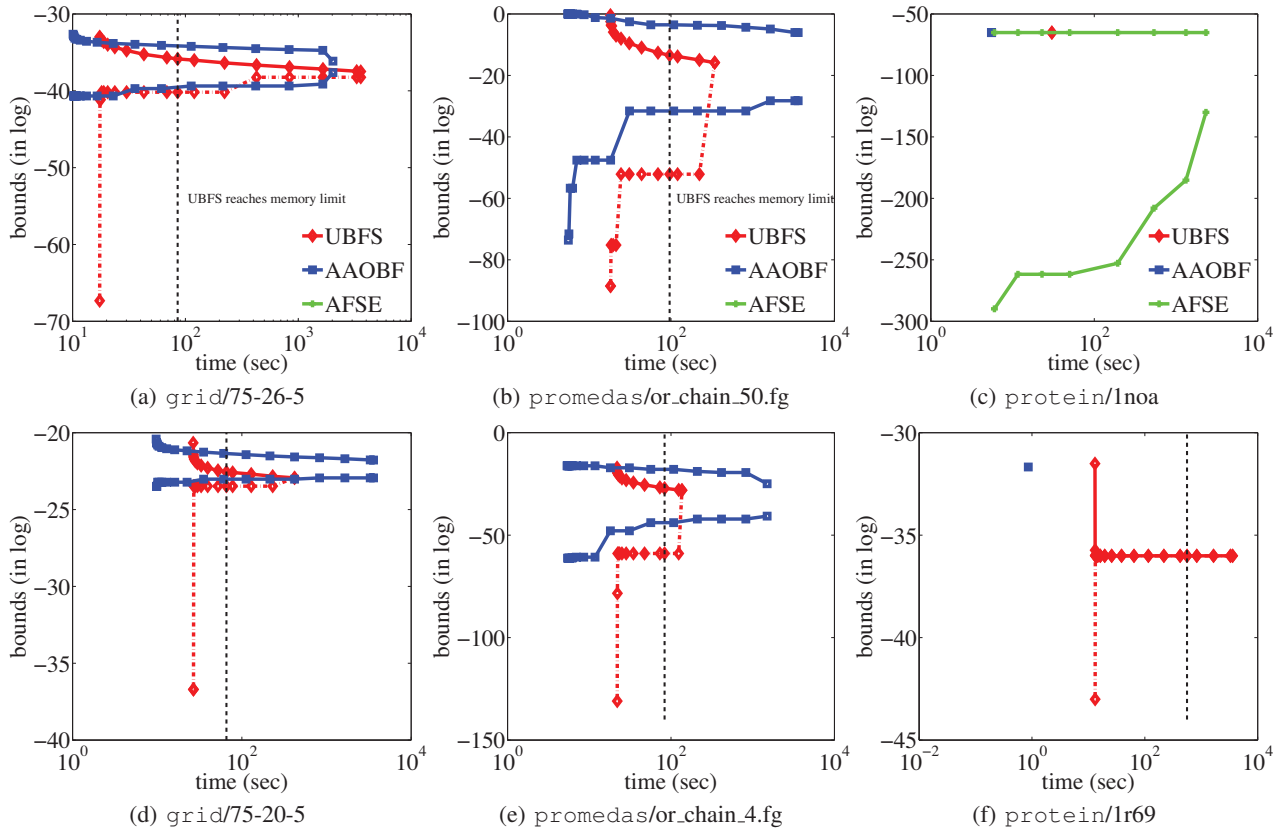 −30
−40
−50
−60
−70
bounds (in log)
10^1
10^2
10^3
10^4
time (sec)
UBFS reaches memory limit
UBFS
AAOBF
AFSE
(a) grid/75-26-5
0
−20
−40
−60
−80
−100
bounds (in log)
10^0
10^2
10^4
time (sec)
UBFS reaches memory limit
UBFS
AAOBF
AFSE
(b) promedas/or_chain_50.fg
−50
−100
−150
−200
−250
−300
bounds (in log)
10^0
10^2
10^4
time (sec)
UBFS
AAOBF
AFSE
(c) protein/1noa
−20
−25
−30
−35
−40
bounds (in log)
10^0
10^2
10^4
time (sec)
(d) grid/75-20-5
0
−50
−100
−150
bounds (in log)
10^0
10^2
10^4
time (sec)
(e) promedas/or_chain_4.fg
−30
−35
−40
−45
bounds (in log)
10^−2
10^0
10^2
10^4
time (sec)
(f) protein/1r69